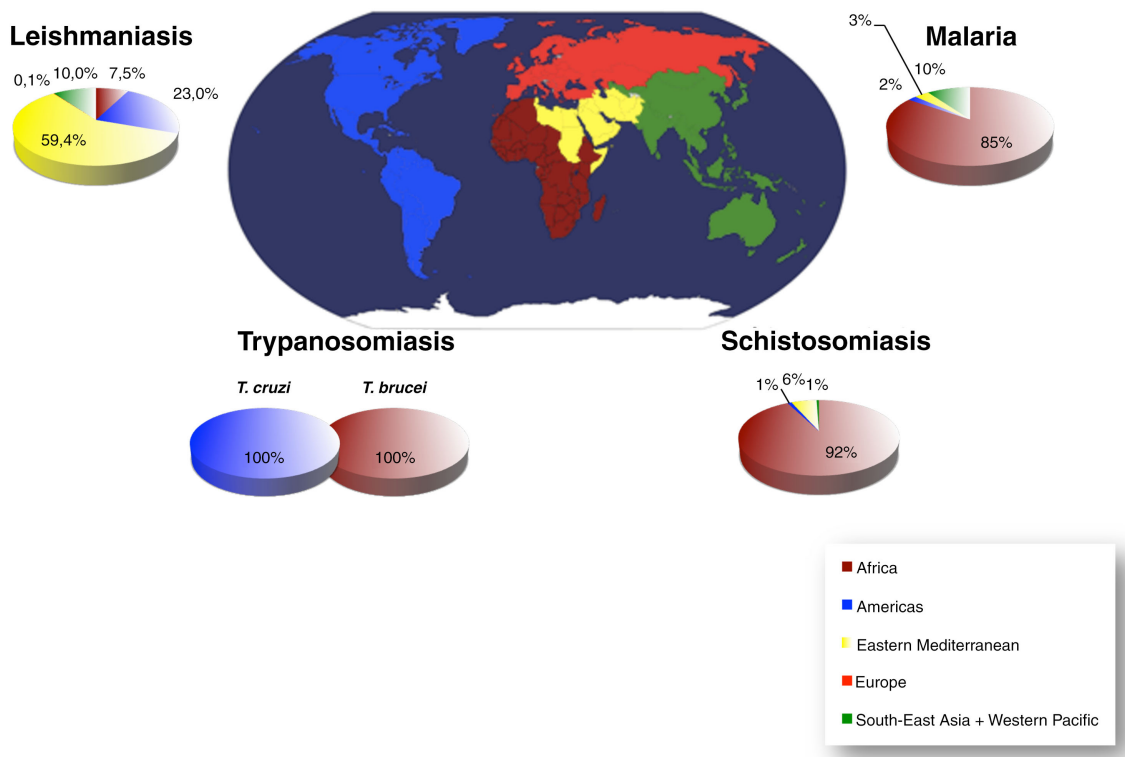 Leishmaniasis
0,1% 10,0% 7,5%
23,0%
59,4%
Malaria
3%
10%
2%
85%
Trypanosomiasis
T. cruzi T. brucei
100% 100%
Schistosomiasis
1% 6% 1%
92%
Africa
Americas
Eastern Mediterranean
Europe
South-East Asia + Western Pacific